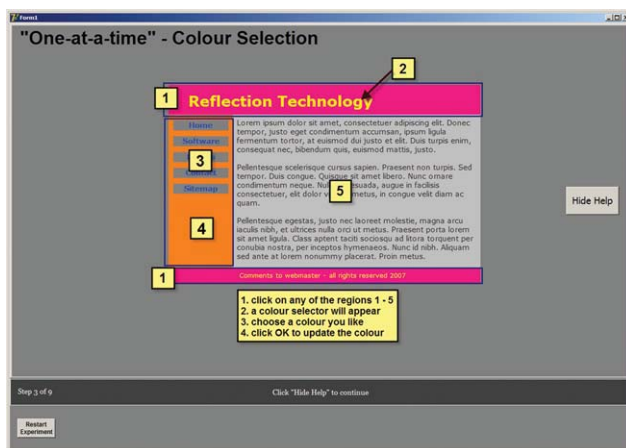 Form1
"One-at-a-time" - Colour Selection
2
1
Reflection Technology
Home
Software
3
Contact
Sitemap
4
Lorem ipsum dolor sit amet, consectetuer adipiscing elit. Donec
tempor, justo eget condimentum accumsan, ipsum ligula
fermentum tortor, at euismod dui justo et elit. Duis turpis enim,
consequat nec, bibendum quis, euismod mattis, justo.
Pellentesque scelerisque cursus sapien. Praesent non turpis. Sed
tempor. Duis congue. Quisque sit amet libero. Nunc ornare
condimentum neque. Nul esuada, augue in facilisis
consectetuer, elit dolor v metus, in congue velit diam ac
quam.
5
Pellentesque egestas, justo nec laoreet molestie, magna arcu
iaculis nibh, et ultrices nulla orci ut metus. Praesent porta lorem
sit amet ligula. Class aptent taciti sociosqu ad litora torquent per
conubia nostra, per inceptos hymenaeos. Nunc id nibh. Aliquam
sed ante at lorem nonummy placerat. Proin metus.
Hide Help
1
Comments to webmaster - all rights reserved 2007
1. click on any of the regions 1 - 5
2. a colour selector will appear
3. choose a colour you like
4. click OK to update the colour
Step 3 of 9
Click "Hide Help" to continue
Restart
Experiment